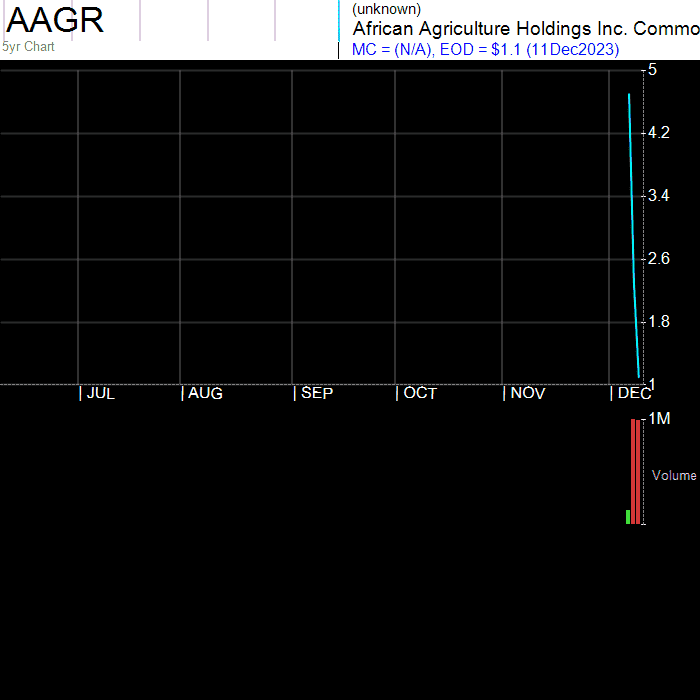 AAGR
5yr Chart
(unknown)
African Agriculture Holdings Inc. Commo
MC = (N/A), EOD = $1.1 (11Dec2023)
5
4.2
3.4
2.6
1.8
1
| JUL | AUG | SEP | OCT | NOV | DEC
1M
Volume